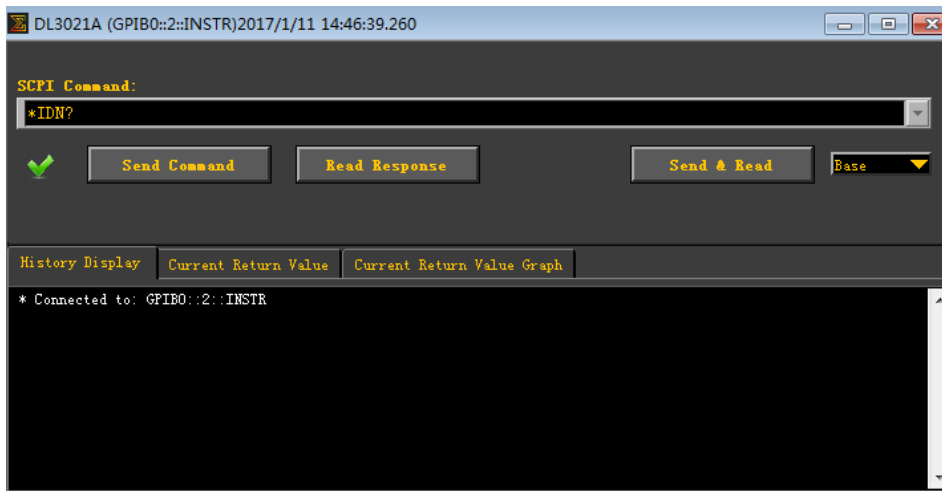 DL3021A (GPIB0::2::INSTR)2017/1/11 14:46:39.260
SCPI Command:
*IDN?
Send Command
Read Response
Send & Read
Base
History Display
Current Return Value
Current Return Value Graph
* Connected to: GPIB0::2::INSTR